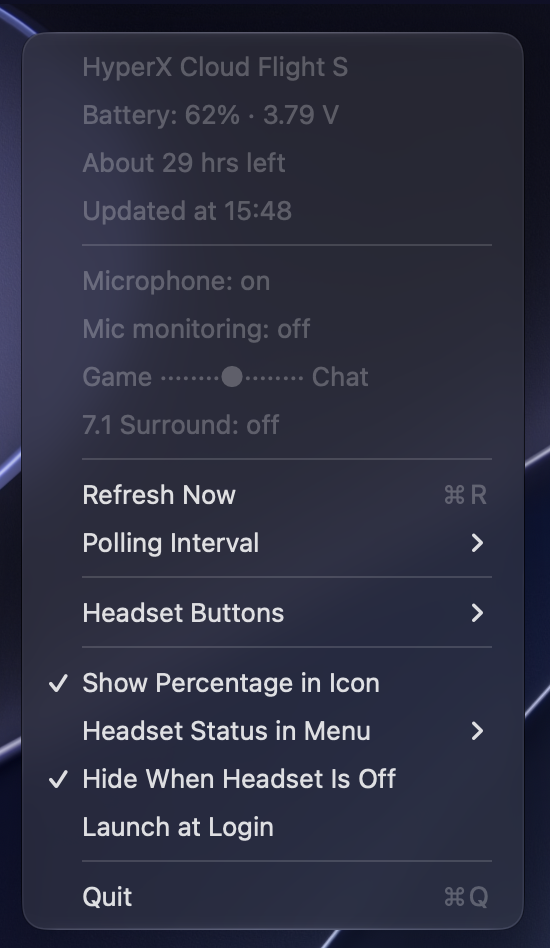 HyperX Cloud Flight S
Battery: 62% · 3.79 V
About 29 hrs left
Updated at 15:48
Microphone: on
Mic monitoring: off
Game ········●········ Chat
7.1 Surround: off
Refresh Now ⌘R
Polling Interval >
Headset Buttons >
✓ Show Percentage in Icon
Headset Status in Menu >
✓ Hide When Headset Is Off
Launch at Login
Quit ⌘Q